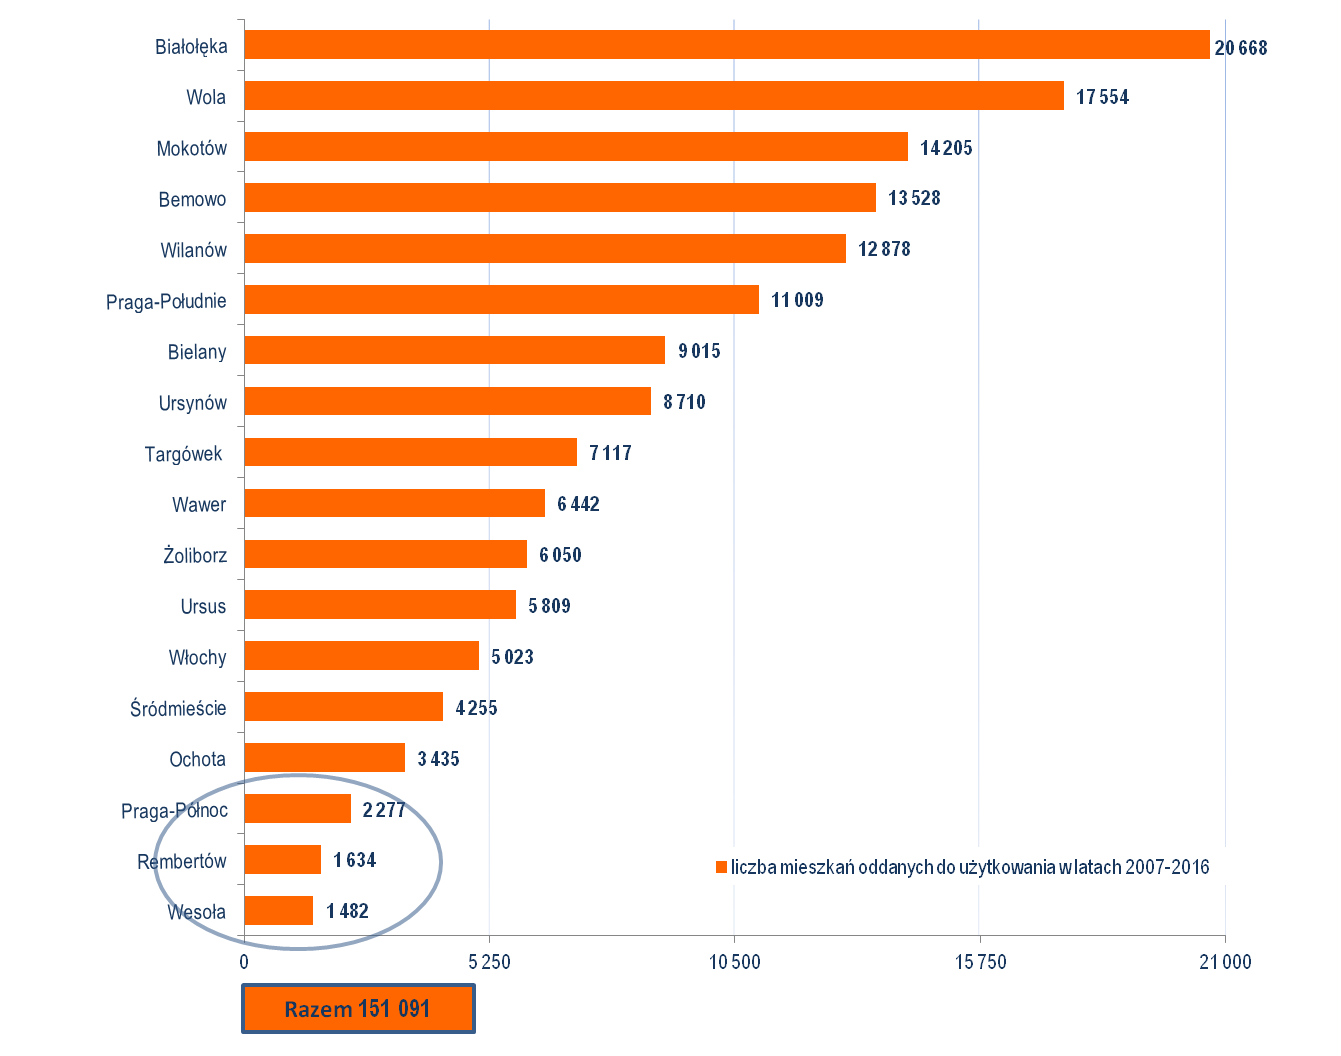 Białołęka 20 668
Wola 17 554
Mokotów 14 205
Bemowo 13 528
Wilanów 12 878
Praga-Południe 11 009
Bielany 9 015
Ursynów 8 710
Targówek 7 117
Wawer 6 442
Żoliborz 6 050
Ursus 5 809
Włochy 5 023
Śródmieście 4 255
Ochota 3 435
Praga-Północ 2 277
Rembertów 1 634
liczba mieszkań oddanych do użytkowania w latach 2007-2016
Wesoła 1 482
0 5 250 10 500 15 750 21 000
Razem 151 091